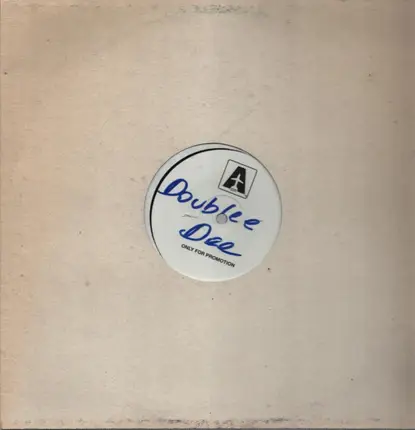 A
Doublee
Dee
ONLY FOR PROMOTION